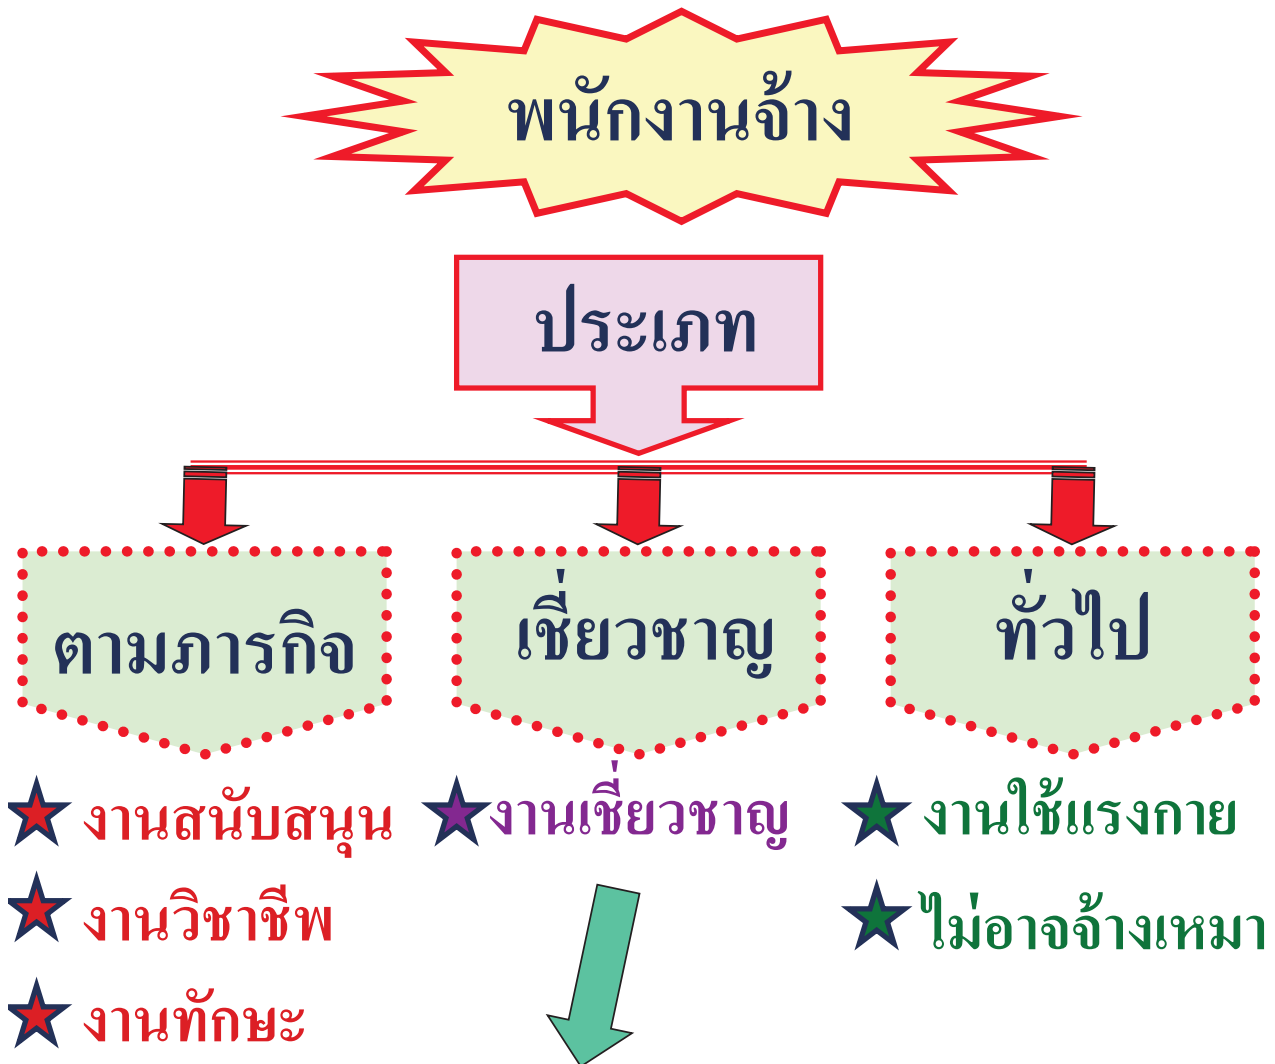 พนักงานจ้าง
ประเภท
ตามภารกิจ
เชี่ยวชาญ
ทั่วไป
งานสนับสนุน
งานวิชาชีพ
งานทักษะ
งานเชี่ยวชาญ
งานใช้แรงกาย
ไม่อาจจ้างเหมา